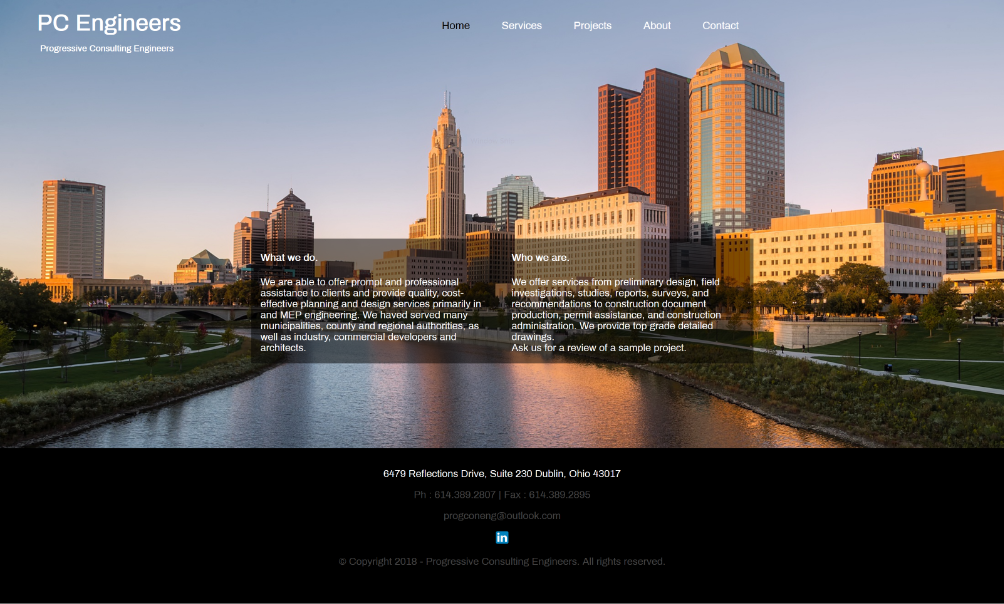 PC Engineers
Progressive Consulting Engineers
Home Services Projects About Contact
What we do.
We are able to offer prompt and professional
assistance to clients and provide quality, cost-
effective planning and design services primarily in
and MEP engineering. We haved served many
municipalities, county and regional authorities, as
well as industry, commercial developers and
architects.
Who we are.
We offer services from preliminary design, field
investigations, studies, reports, surveys, and
recommendations to construction document
production, permit assistance, and construction
administration. We provide top grade detailed
drawings.
Ask us for a review of a sample project.
6479 Reflections Drive, Suite 230 Dublin, Ohio 43017
Ph : 614.389.2807 | Fax : 614.389.2895
progconeng@outlook.com
in
© Copyright 2018 - Progressive Consulting Engineers. All rights reserved.